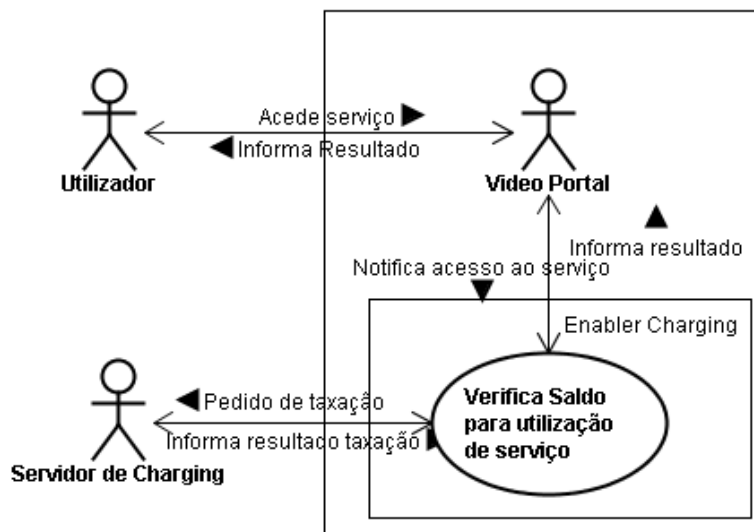 Acede serviço
Informa Resultado
Utilizador
Video Portal
Informa resultado
Notifica acesso ao serviço
Enabler Charging
Verifica Saldo
para utilização
de serviço
Pedido de taxação
Informa resultado taxação
Servidor de Charging